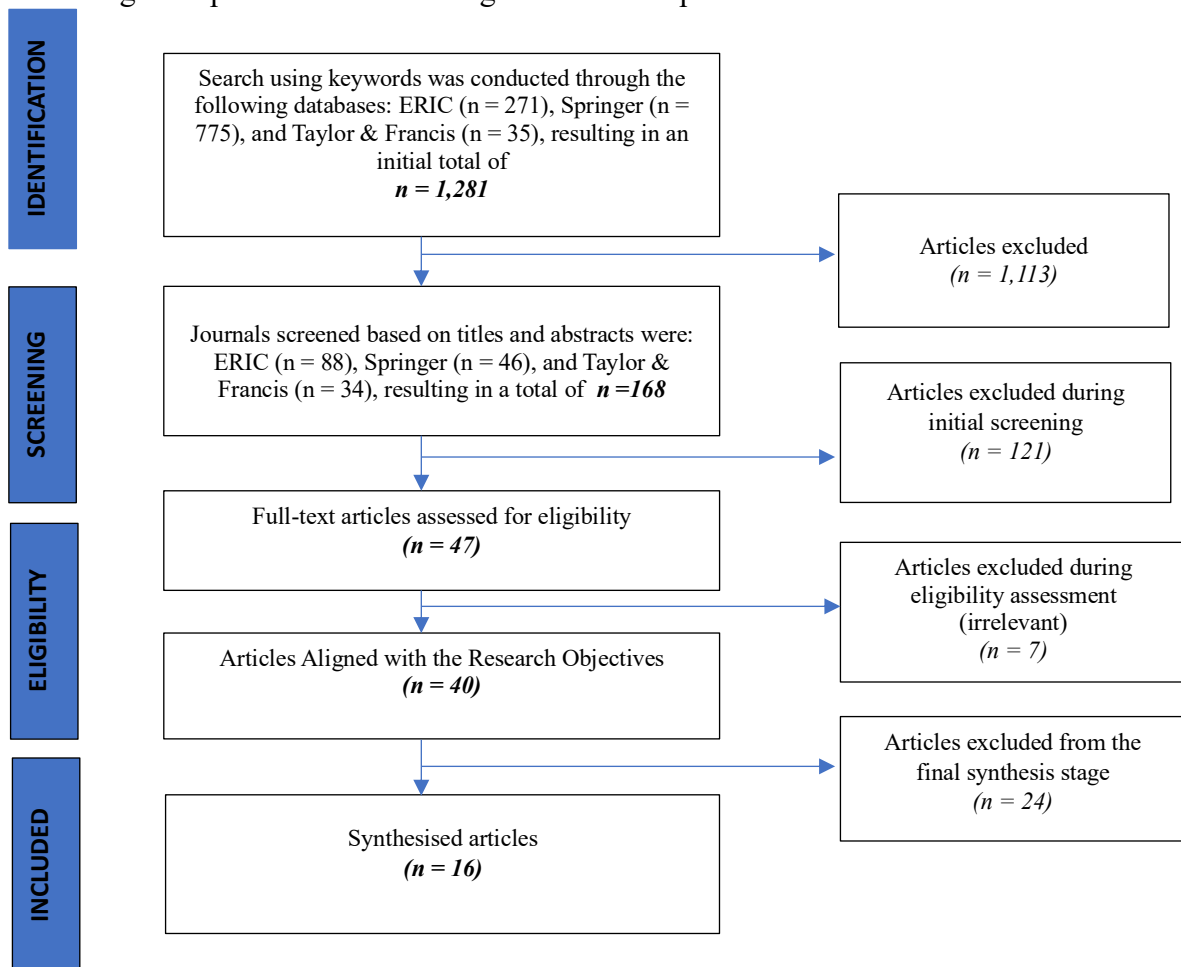 IDENTIFICATION
Search using keywords was conducted through the
following databases: ERIC (n = 271), Springer (n =
775), and Taylor & Francis (n = 35), resulting in an
initial total of
n = 1,281
Articles excluded
(n = 1,113)
SCREENING
Journals screened based on titles and abstracts were:
ERIC (n = 88), Springer (n = 46), and Taylor &
Francis (n = 34), resulting in a total of n =168
Articles excluded during
initial screening
(n = 121)
ELIGIBILITY
Full-text articles assessed for eligibility
(n = 47)
Articles excluded during
eligibility assessment
(irrelevant)
(n = 7)
Articles Aligned with the Research Objectives
(n = 40)
Articles excluded from the
final synthesis stage
(n = 24)
INCLUDED
Synthesised articles
(n = 16)